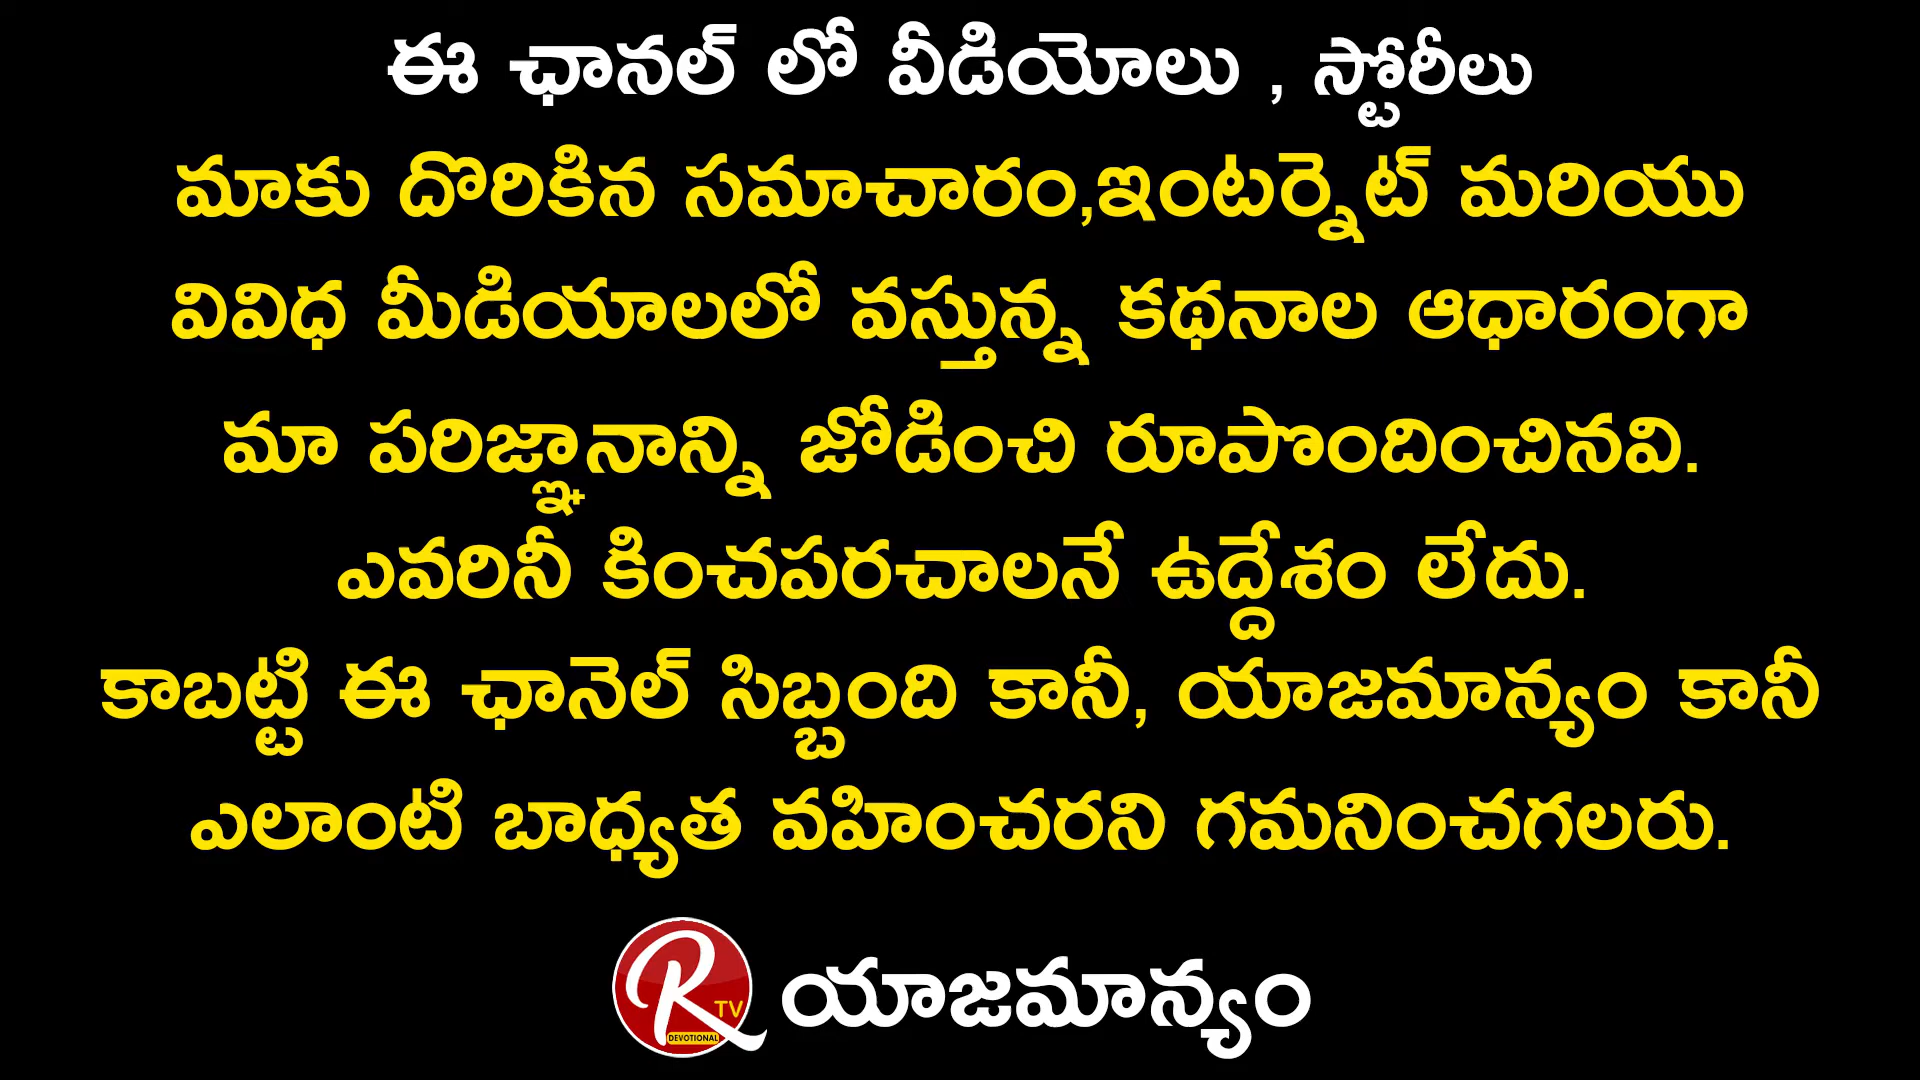 ఈ ఛానల్ లో వీడియోలు , స్టోరీలు
మాకు దొరికిన సమాచారం,ఇంటర్నెట్ మరియు
వివిధ మీడియాలలో వస్తున్న కథనాల ఆధారంగా
మా పరిజ్ఞానాన్ని జోడించి రూపొందించినవి.
ఎవరినీ కించపరచాలనే ఉద్దేశం లేదు.
కాబట్టి ఈ ఛానెల్ సిబ్బంది కానీ, యాజమాన్యం కానీ
ఎలాంటి బాధ్యత వహించరని గమనించగలరు.
R TV DEVOTIONAL యాజమాన్యం